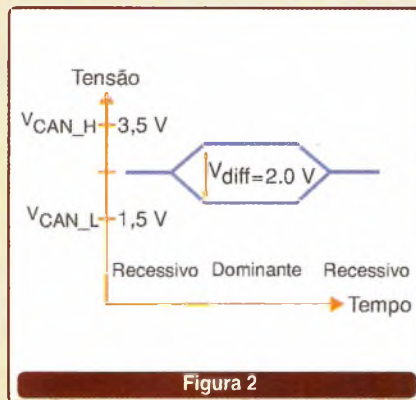 Tensão
VCAN_H 3,5 V
Vdiff=2.0 V
VCAN_L 1,5 V
Recessivo Dominante Recessivo
Tempo
Figura 2